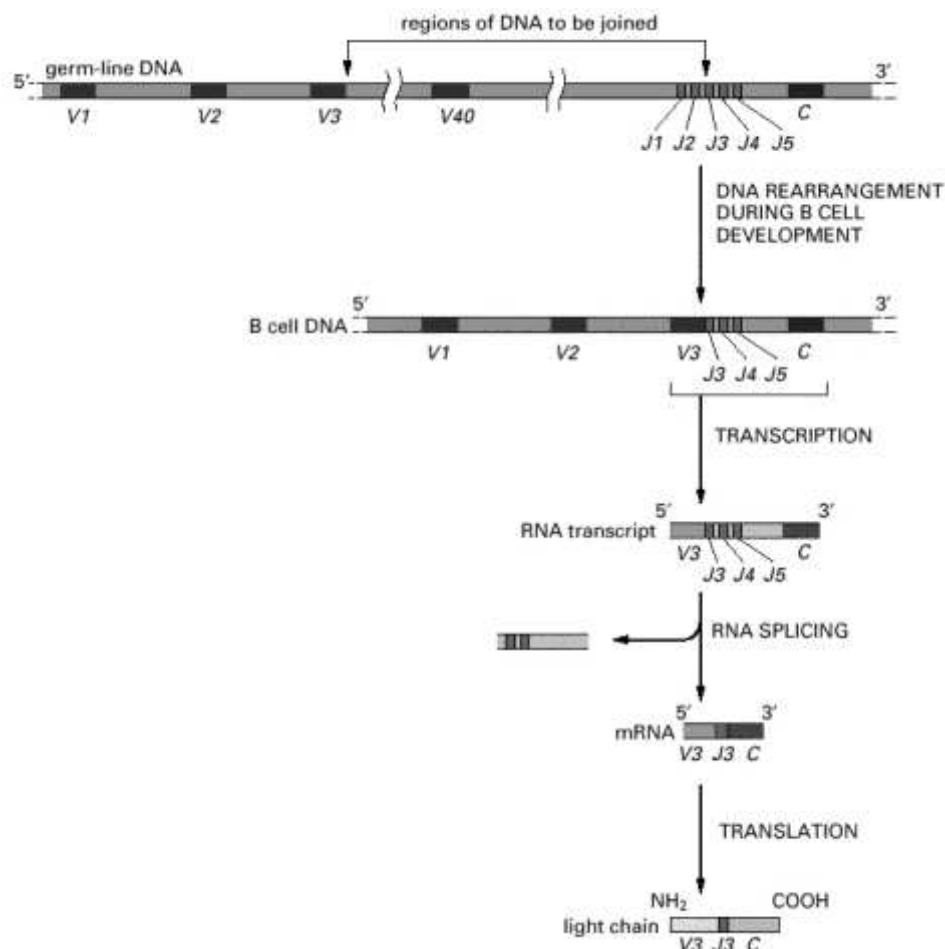 regions of DNA to be joined
germ-line DNA
5′ 3′
V1 V2 V3 V40 C
J1 J2 J3 J4 J5
DNA REARRANGEMENT
DURING B CELL
DEVELOPMENT
5′ 3′
B cell DNA
V1 V2 V3 C
J3 J4 J5
TRANSCRIPTION
5′ 3′
RNA transcript
V3 C
J3 J4 J5
RNA SPLICING
5′ 3′
mRNA
V3 J3 C
TRANSLATION
NH₂ COOH
light chain
V3 J3 C